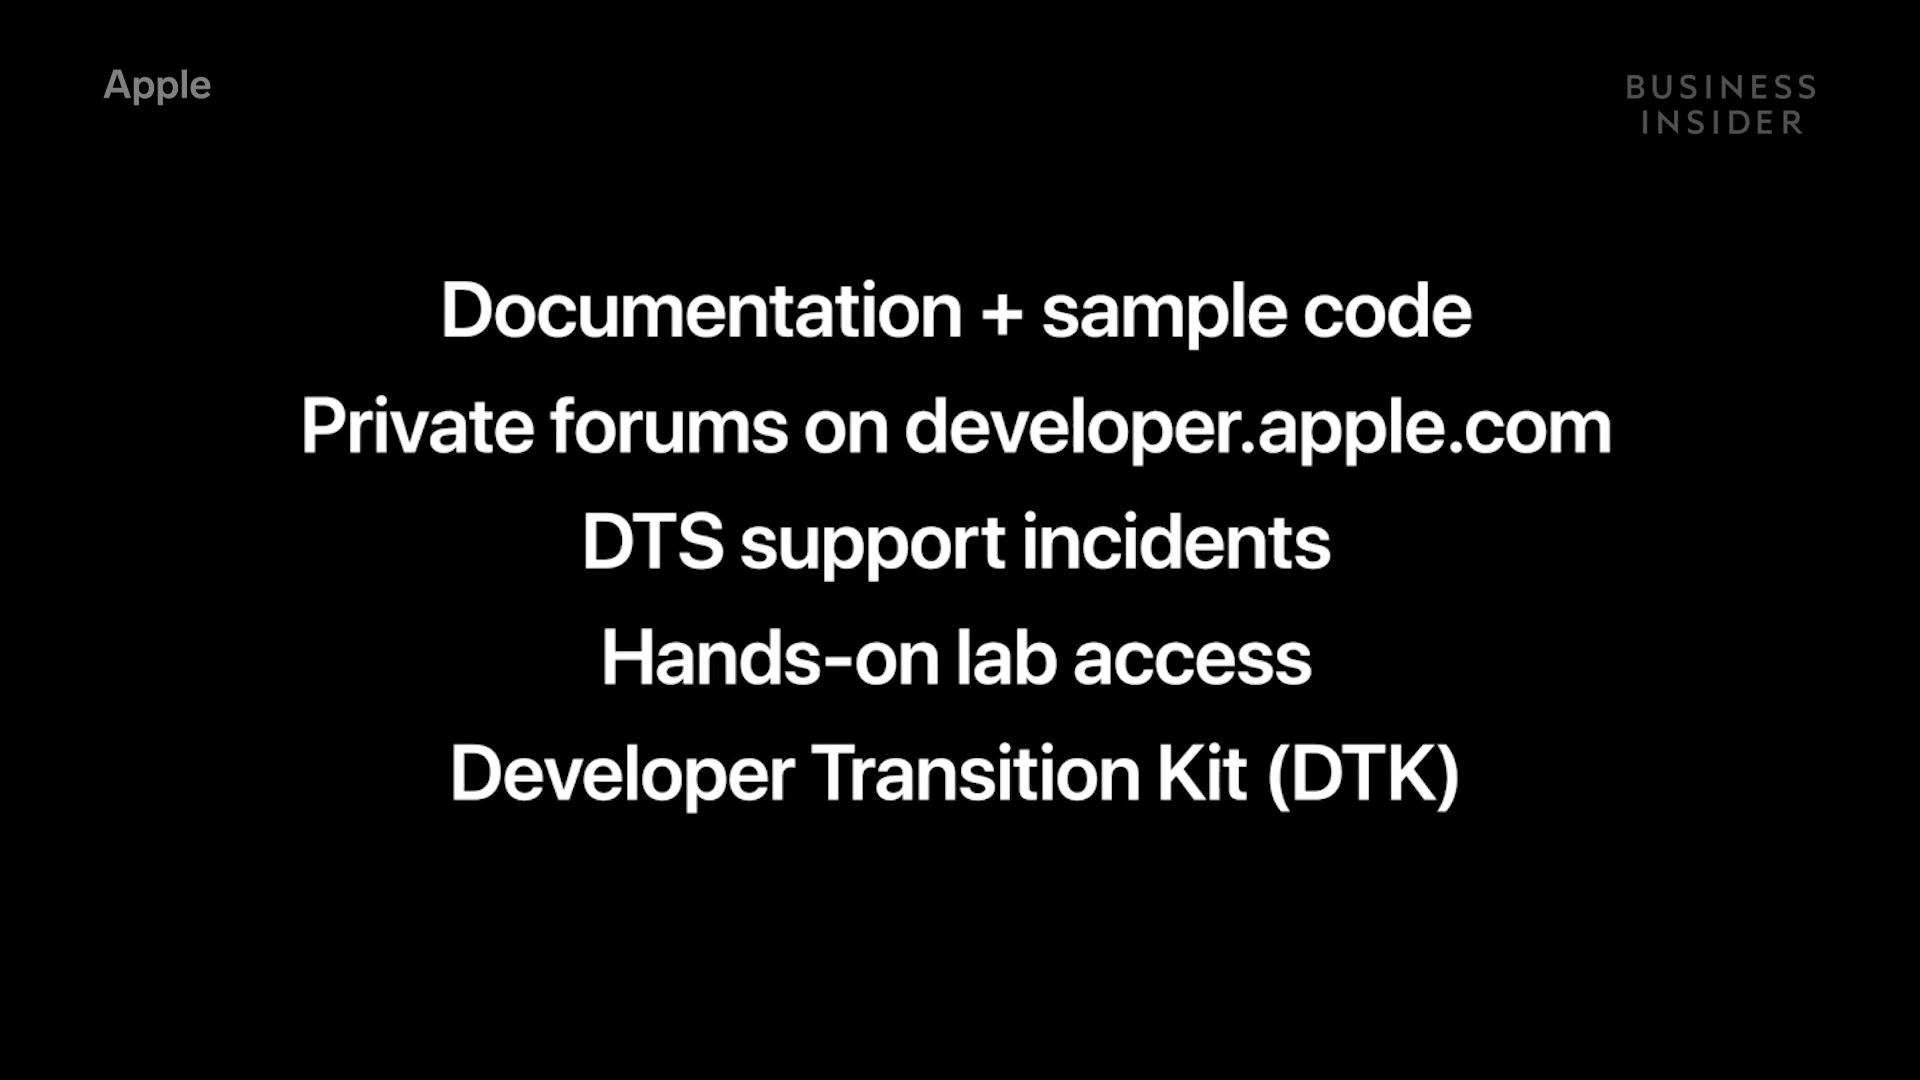 Apple
BUSINESS
INSIDER
Documentation + sample code
Private forums on developer.apple.com
DTS support incidents
Hands-on lab access
Developer Transition Kit (DTK)